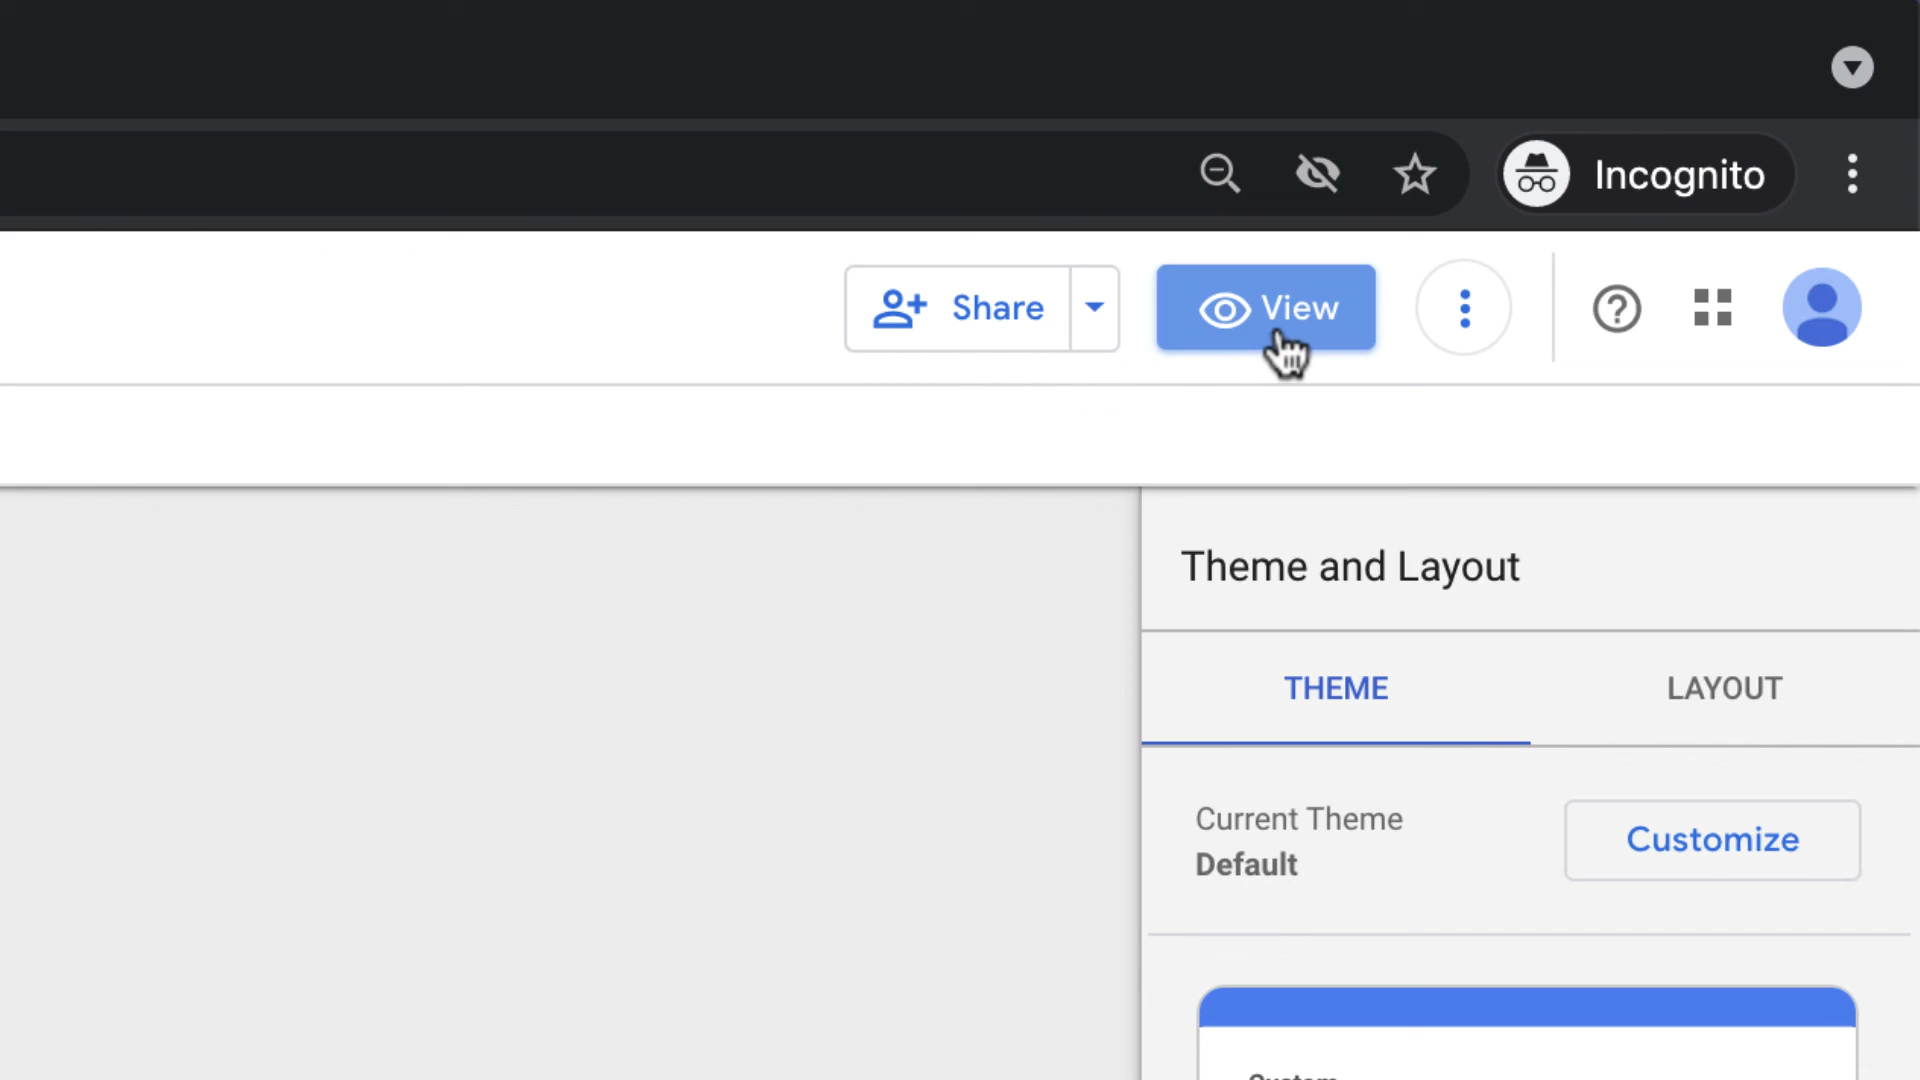 Incognito
Share
View
Theme and Layout
THEME
LAYOUT
Current Theme
Default
Customize